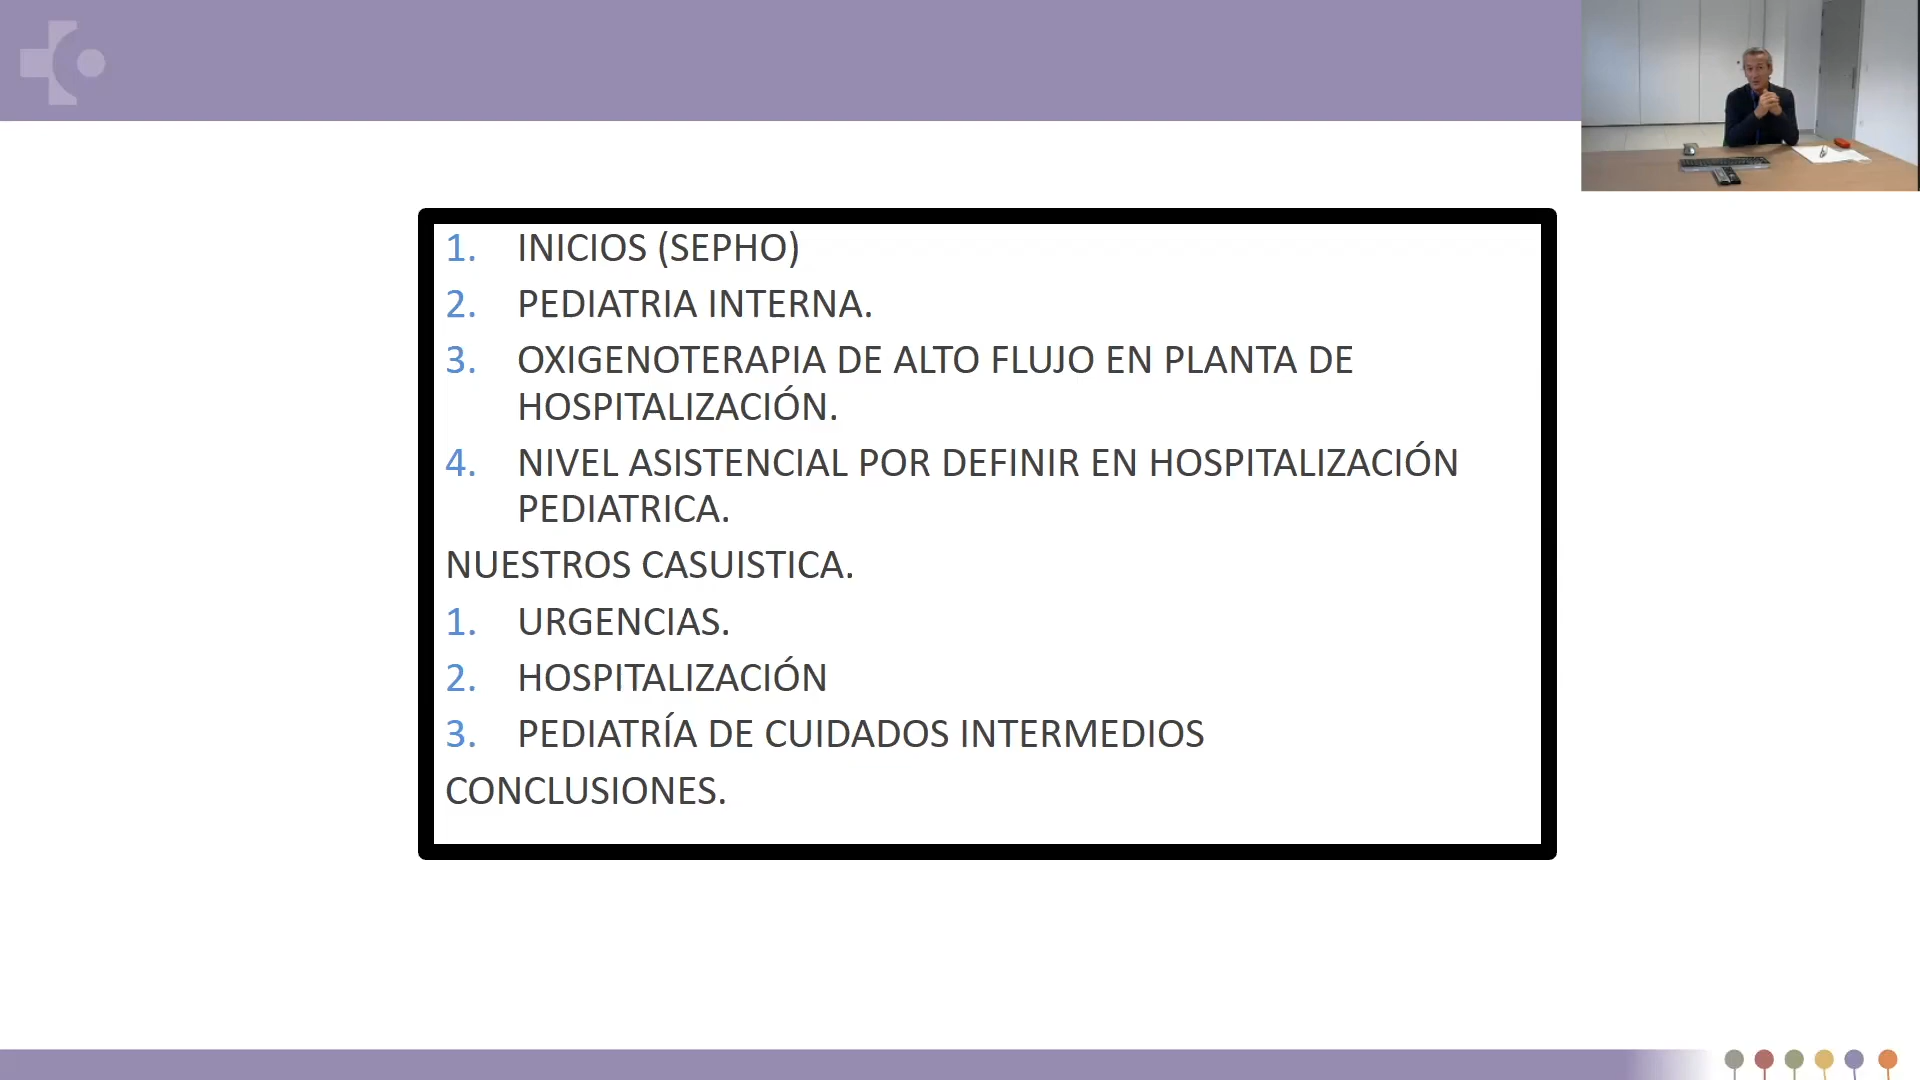 1. INICIOS (SEPHO)
2. PEDIATRIA INTERNA.
3. OXIGENOTERAPIA DE ALTO FLUJO EN PLANTA DE
HOSPITALIZACIÓN.
4. NIVEL ASISTENCIAL POR DEFINIR EN HOSPITALIZACIÓN
PEDIATRICA.
NUESTROS CASUISTICA.
1. URGENCIAS.
2. HOSPITALIZACIÓN
3. PEDIATRÍA DE CUIDADOS INTERMEDIOS
CONCLUSIONES.